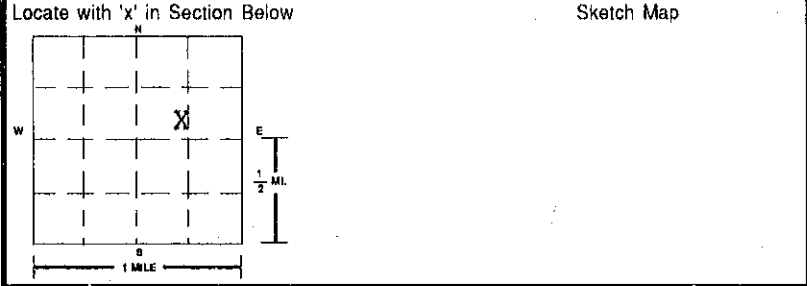 Locate with 'x' in Section Below
Sketch Map
N
X
W
E
1/2 MI.
S
1 MILE